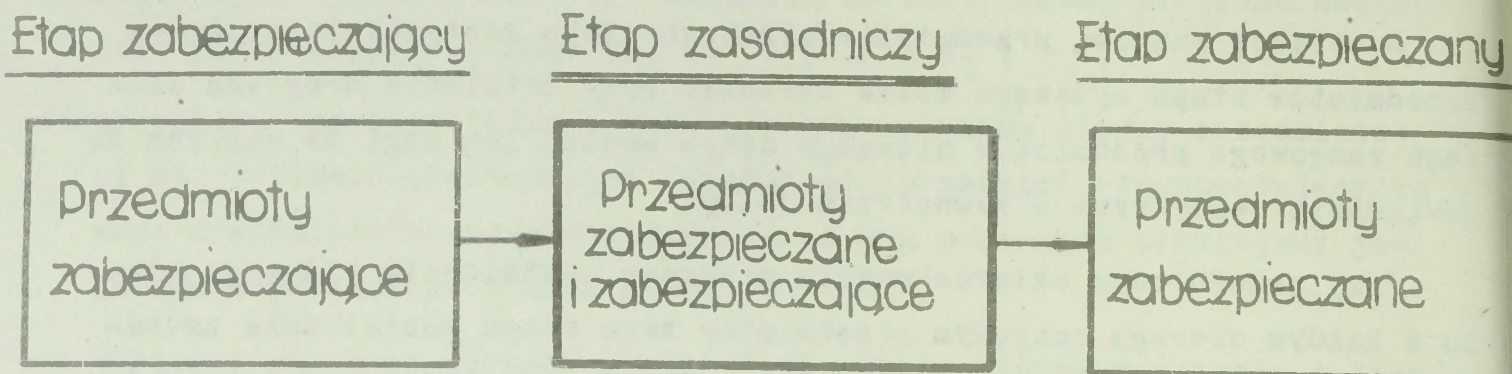 Etap zabezpieczający
Etap zasadniczy
Etap zabezpieczany
Przedmioty
zabezpieczające
Przedmioty
zabezpieczane
i zabezpieczające
Przedmioty
zabezpieczane